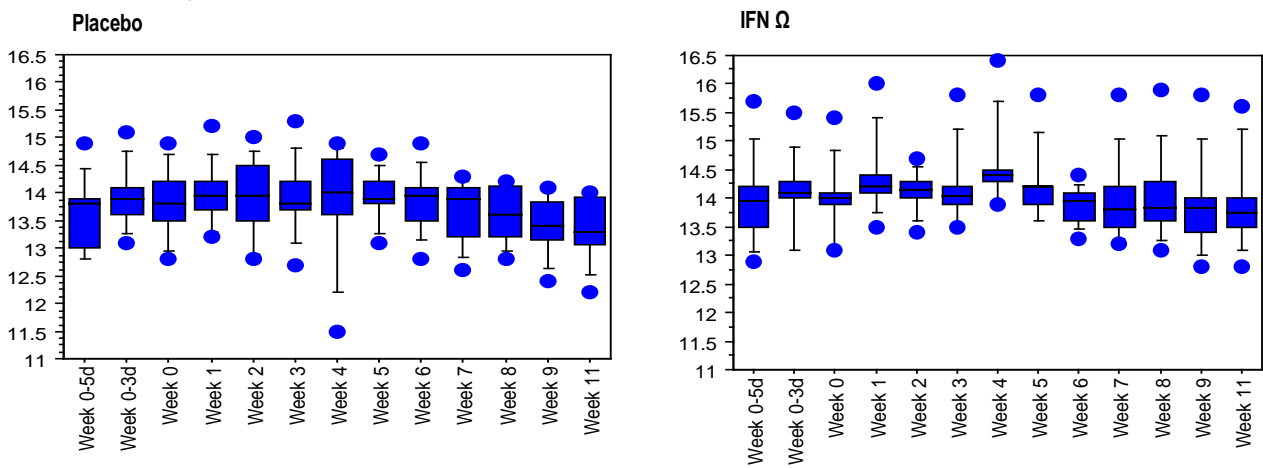 Placebo
16.5
16
15.5
15
14.5
14
13.5
13
12.5
12
11.5
11
Week 0-5d
Week 0-3d
Week 0
Week 1
Week 2
Week 3
Week 4
Week 5
Week 6
Week 7
Week 8
Week 9
Week 11
IFN Ω
16.5
16
15.5
15
14.5
14
13.5
13
12.5
12
11.5
11
Week 0-5d
Week 0-3d
Week 0
Week 1
Week 2
Week 3
Week 4
Week 5
Week 6
Week 7
Week 8
Week 9
Week 11